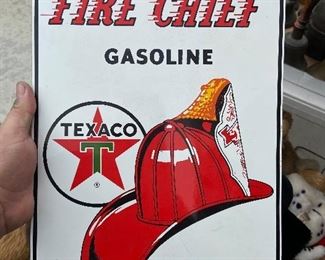 FIRE CHIEF
GASOLINE
TEXACO
T
®